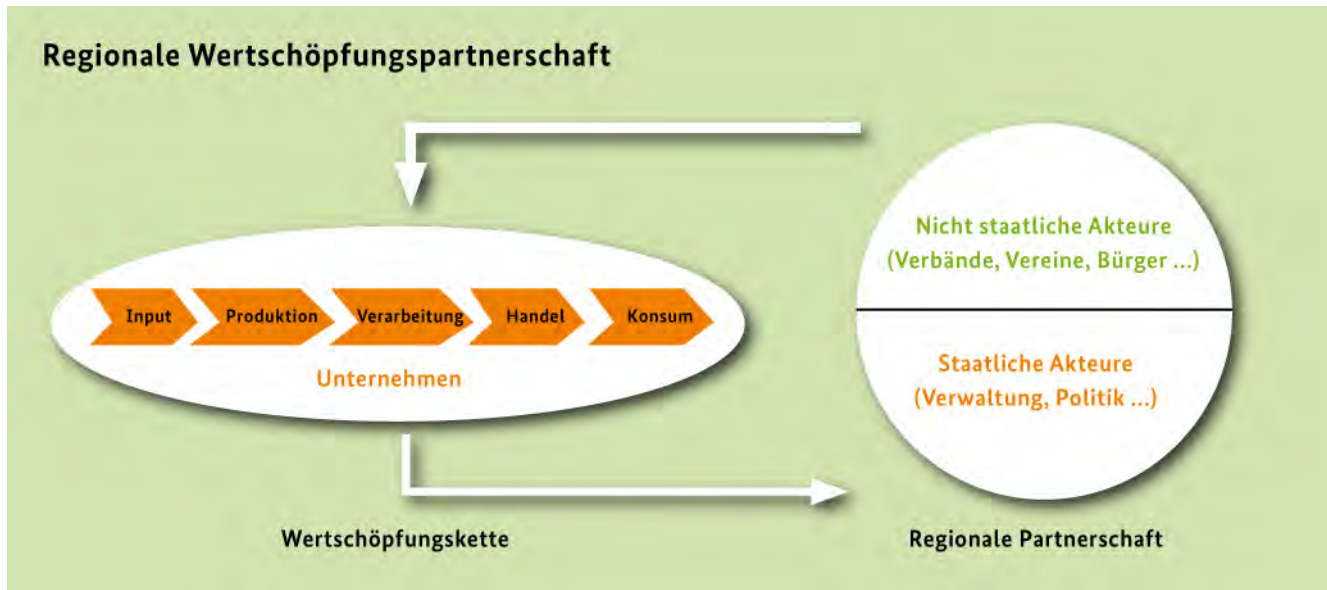 Regionale Wertschöpfungspartnerschaft
Nicht staatliche Akteure
(Verbände, Vereine, Bürger ...)
Input
Produktion
Verarbeitung
Handel
Konsum
Unternehmen
Staatliche Akteure
(Verwaltung, Politik ...)
Wertschöpfungskette
Regionale Partnerschaft